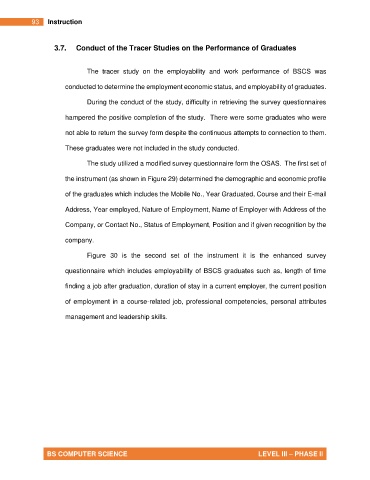 93 Instruction
3.7. Conduct of the Tracer Studies on the Performance of Graduates
The tracer study on the employability and work performance of BSCS was
conducted to determine the employment economic status, and employability of graduates.
During the conduct of the study, difficulty in retrieving the survey questionnaires
hampered the positive completion of the study. There were some graduates who were
not able to return the survey form despite the continuous attempts to connection to them.
These graduates were not included in the study conducted.
The study utilized a modified survey questionnaire form the OSAS. The first set of
the instrument (as shown in Figure 29) determined the demographic and economic profile
of the graduates which includes the Mobile No., Year Graduated, Course and their E-mail
Address, Year employed, Nature of Employment, Name of Employer with Address of the
Company, or Contact No., Status of Employment, Position and if given recognition by the
company.
Figure 30 is the second set of the instrument it is the enhanced survey
questionnaire which includes employability of BSCS graduates such as, length of time
finding a job after graduation, duration of stay in a current employer, the current position
of employment in a course-related job, professional competencies, personal attributes
management and leadership skills.
BS COMPUTER SCIENCE LEVEL III – PHASE II